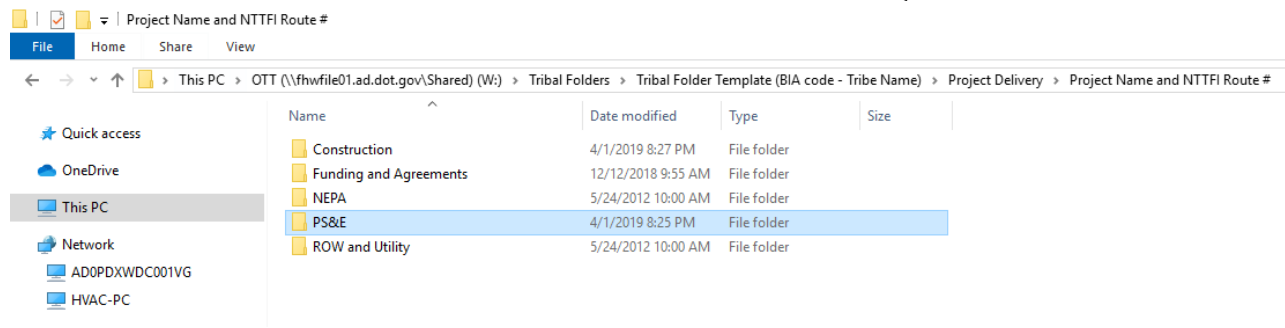 Project Name and NTTFI Route #
File Home Share View
This PC > OTT (\\fhwfile01.ad.dot.gov\Shared) (W:) > Tribal Folders > Tribal Folder Template (BIA code - Tribe Name) > Project Delivery > Project Name and NTTFI Route #
Quick access
OneDrive
This PC
Network
AD0PDXWDC001VG
HVAC-PC
Name Date modified Type Size
Construction 4/1/2019 8:27 PM File folder
Funding and Agreements 12/12/2018 9:55 AM File folder
NEPA 5/24/2012 10:00 AM File folder
PS&E 4/1/2019 8:25 PM File folder
ROW and Utility 5/24/2012 10:00 AM File folder